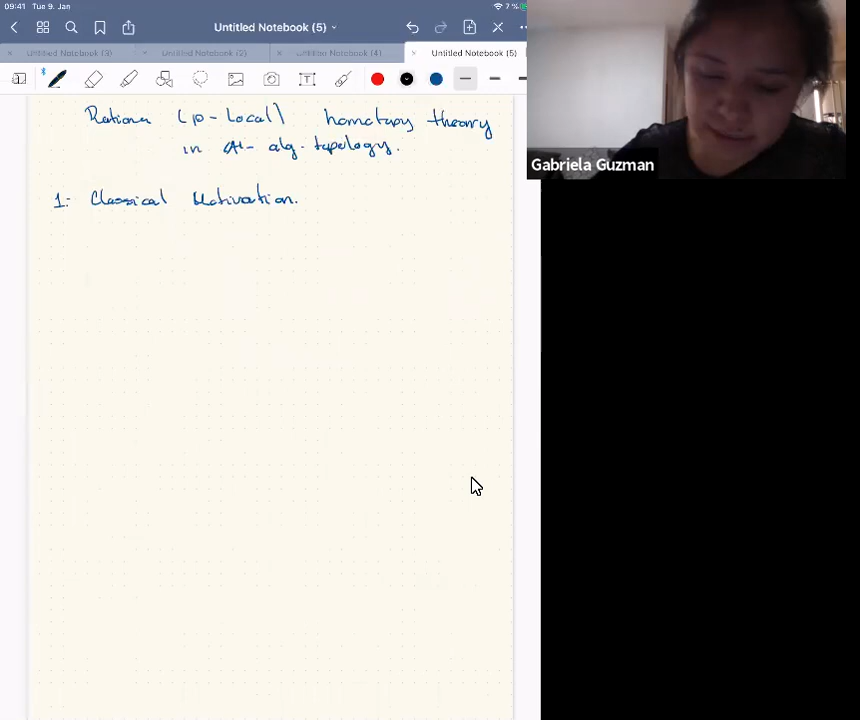 09:41 Tue 9. Jan
7 %
Untitled Notebook (5)
Untitled Notebook (3)
Untitled Notebook (2)
Untitled Notebook (4)
Untitled Notebook (5)
(p-local) homotopy theory
in A1- alg. topology.
1. Classical Motivation.
Gabriela Guzman